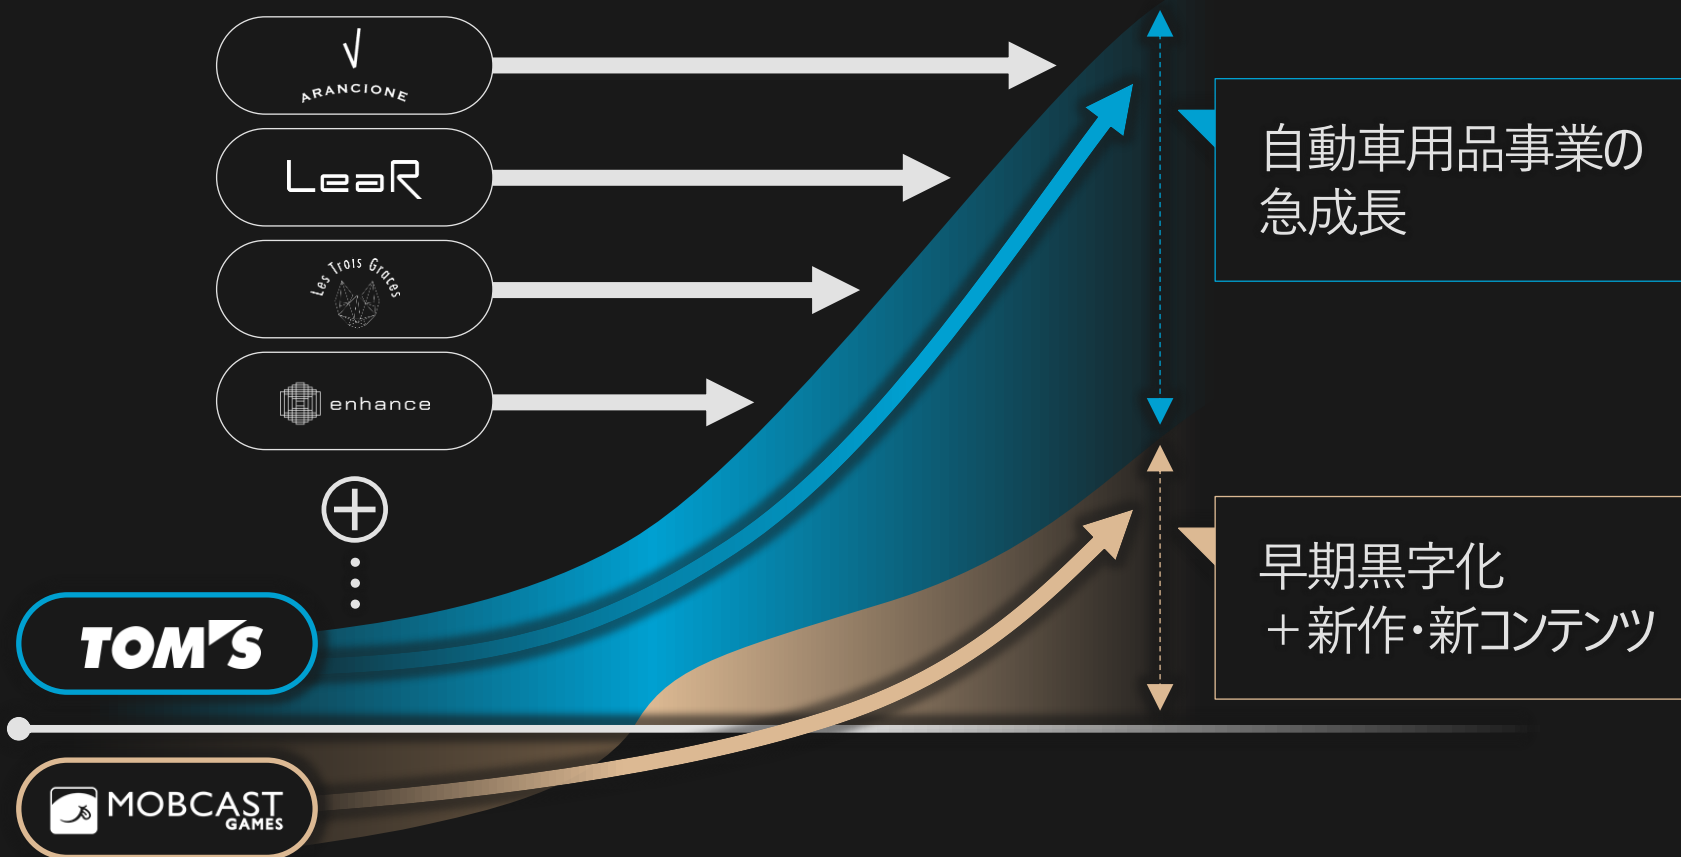 ARANCIONE
LeaR
Les Trois Graces
enhance
TOM'S
MOBCAST
GAMES
自動車用品事業の
急成長
早期黒字化
＋新作・新コンテンツ